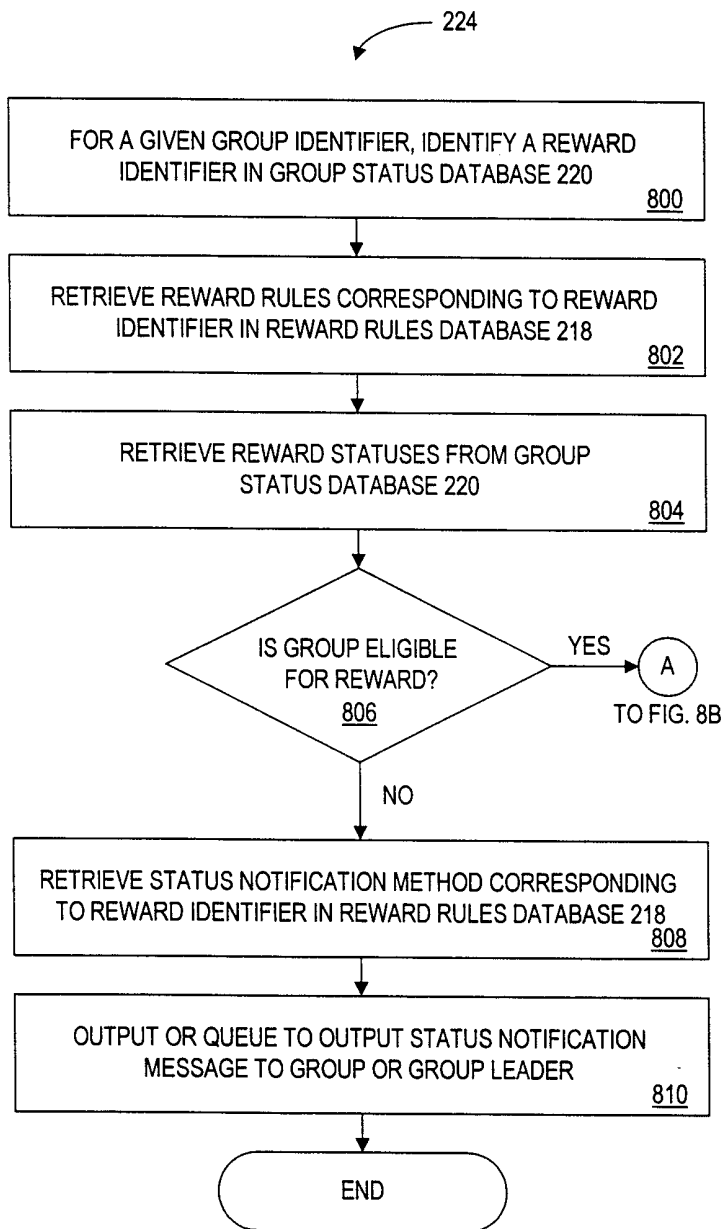 224
FOR A GIVEN GROUP IDENTIFIER, IDENTIFY A REWARD
IDENTIFIER IN GROUP STATUS DATABASE 220
800
RETRIEVE REWARD RULES CORRESPONDING TO REWARD
IDENTIFIER IN REWARD RULES DATABASE 218
802
RETRIEVE REWARD STATUSES FROM GROUP
STATUS DATABASE 220
804
IS GROUP ELIGIBLE
FOR REWARD?
806
YES
A
TO FIG. 8B
NO
RETRIEVE STATUS NOTIFICATION METHOD CORRESPONDING
TO REWARD IDENTIFIER IN REWARD RULES DATABASE 218
808
OUTPUT OR QUEUE TO OUTPUT STATUS NOTIFICATION
MESSAGE TO GROUP OR GROUP LEADER
810
END